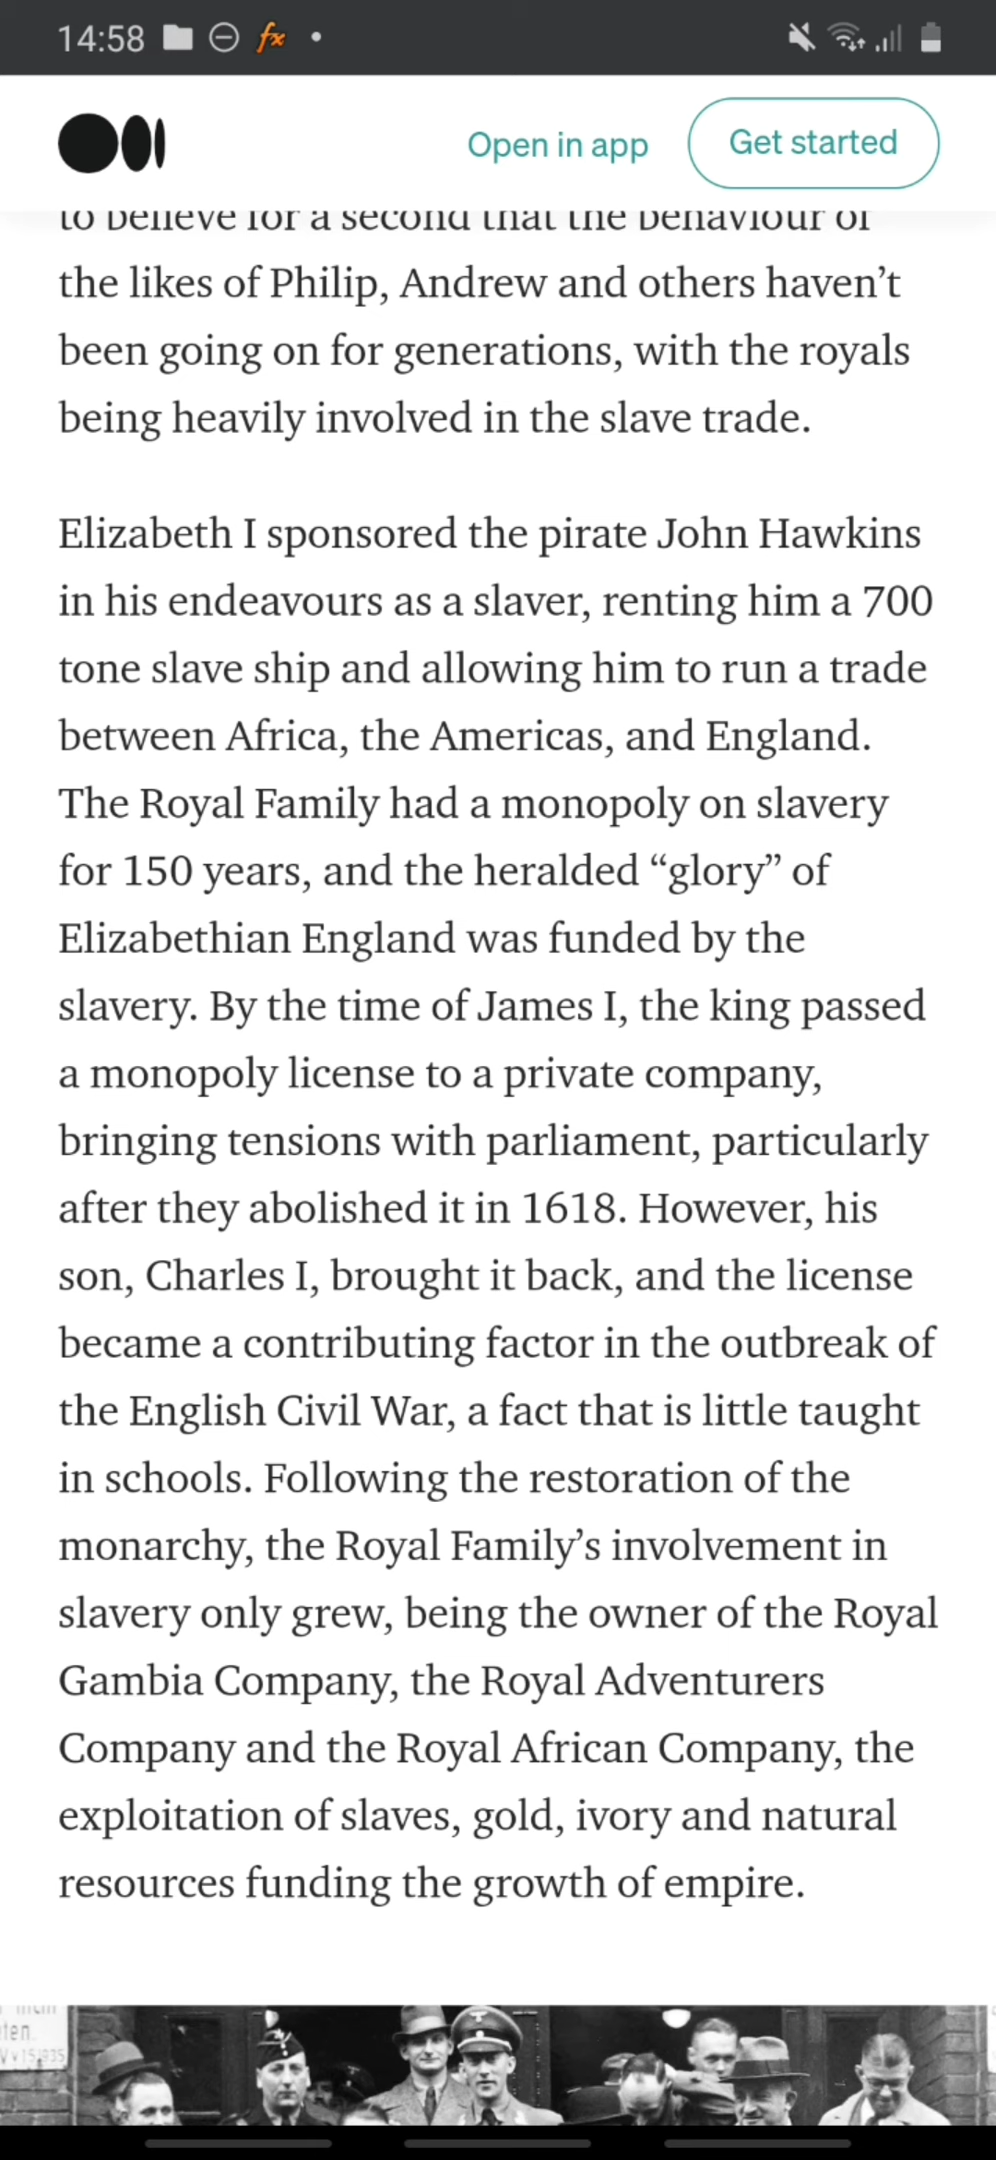 14:58
Open in app
Get started
to believe for a second that the behaviour of
the likes of Philip, Andrew and others haven’t
been going on for generations, with the royals
being heavily involved in the slave trade.
Elizabeth I sponsored the pirate John Hawkins
in his endeavours as a slaver, renting him a 700
tone slave ship and allowing him to run a trade
between Africa, the Americas, and England.
The Royal Family had a monopoly on slavery
for 150 years, and the heralded “glory” of
Elizabethian England was funded by the
slavery. By the time of James I, the king passed
a monopoly license to a private company,
bringing tensions with parliament, particularly
after they abolished it in 1618. However, his
son, Charles I, brought it back, and the license
became a contributing factor in the outbreak of
the English Civil War, a fact that is little taught
in schools. Following the restoration of the
monarchy, the Royal Family’s involvement in
slavery only grew, being the owner of the Royal
Gambia Company, the Royal Adventurers
Company and the Royal African Company, the
exploitation of slaves, gold, ivory and natural
resources funding the growth of empire.